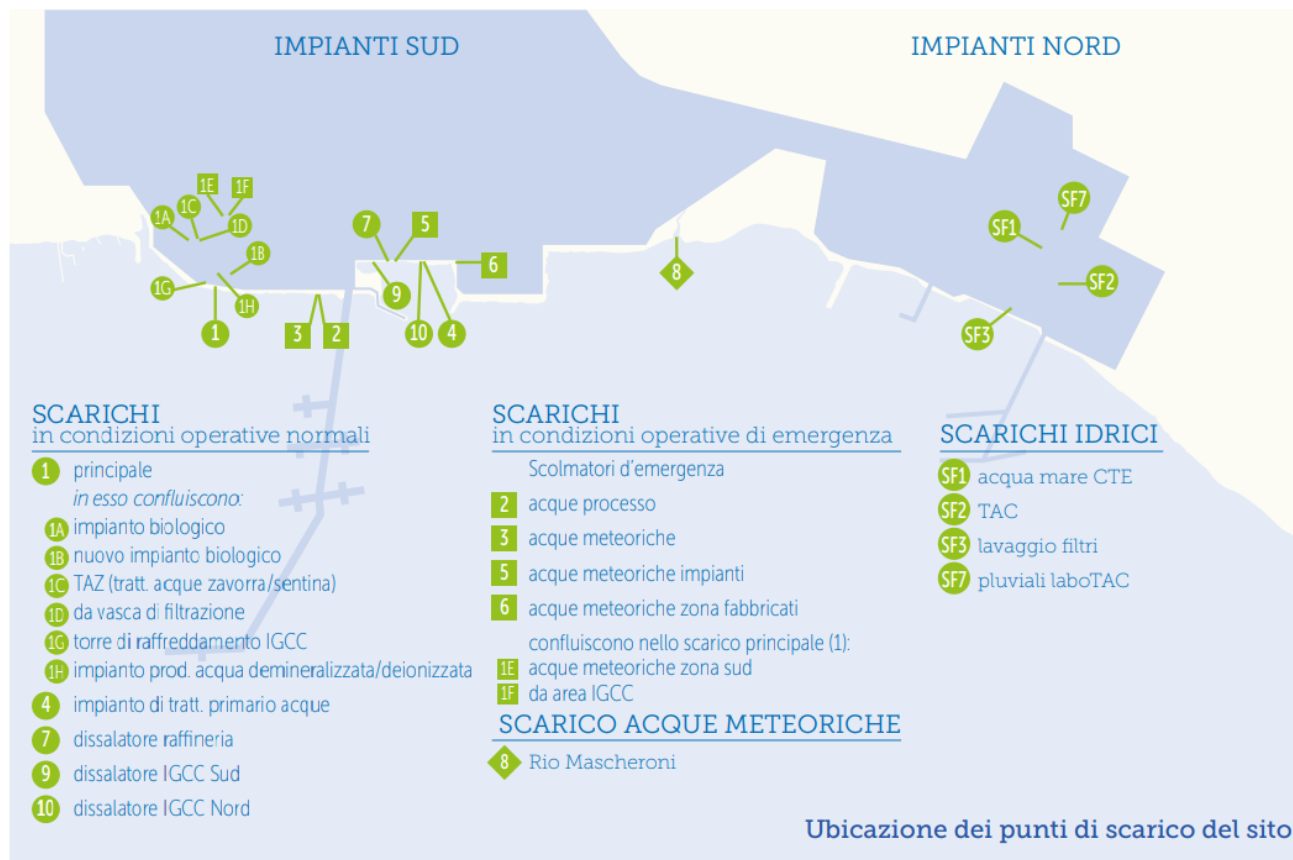 IMPIANTI SUD
IMPIANTI NORD
1E
1F
1A
1C
1D
1B
1G
1H
1
3
2
7
5
6
9
10
4
8
SF7
SF1
SF2
SF3
SCARICHI
in condizioni operative normali
1 principale
in esso confluiscono:
1A impianto biologico
1B nuovo impianto biologico
1C TAZ (tratt. acque zavorra/sentina)
1D da vasca di filtrazione
1G torre di raffreddamento IGCC
1H impianto prod. acqua demineralizzata/deionizzata
4 impianto di tratt. primario acque
7 dissalatore raffineria
9 dissalatore IGCC Sud
10 dissalatore IGCC Nord
SCARICHI
in condizioni operative di emergenza
Scolmatori d'emergenza
2 acque processo
3 acque meteoriche
5 acque meteoriche impianti
6 acque meteoriche zona fabbricati
confluiscono nello scarico principale (1):
1E acque meteoriche zona sud
1F da area IGCC
SCARICO ACQUE METEORICHE
8 Rio Mascheroni
SCARICHI IDRICI
SF1 acqua mare CTE
SF2 TAC
SF3 lavaggio filtri
SF7 pluviali laboTAC
Ubicazione dei punti di scarico del sito